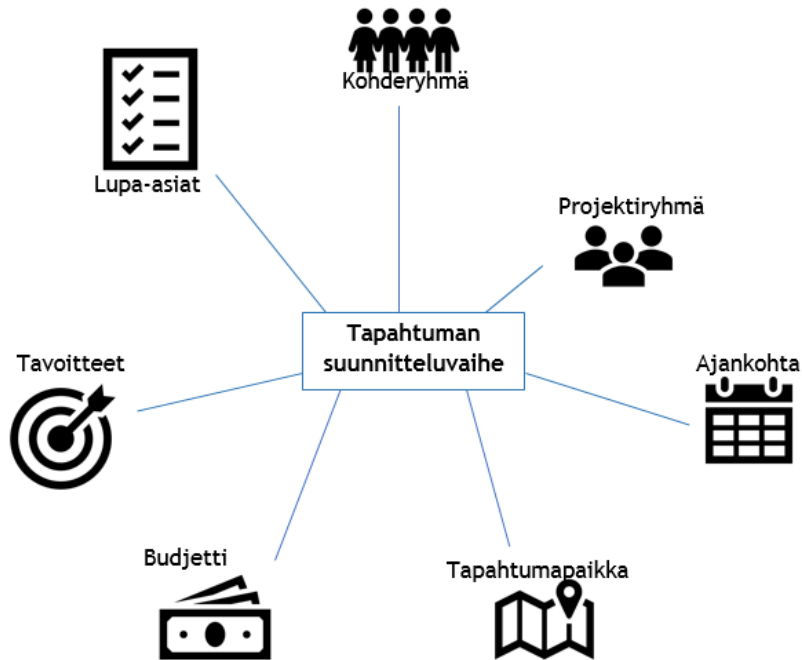 Kohderyhmä
Lupa-asiat
Projektiryhmä
Tapahtuman
suunnitteluvaihe
Tavoitteet
Ajankohta
Budjetti
Tapahtumapaikka